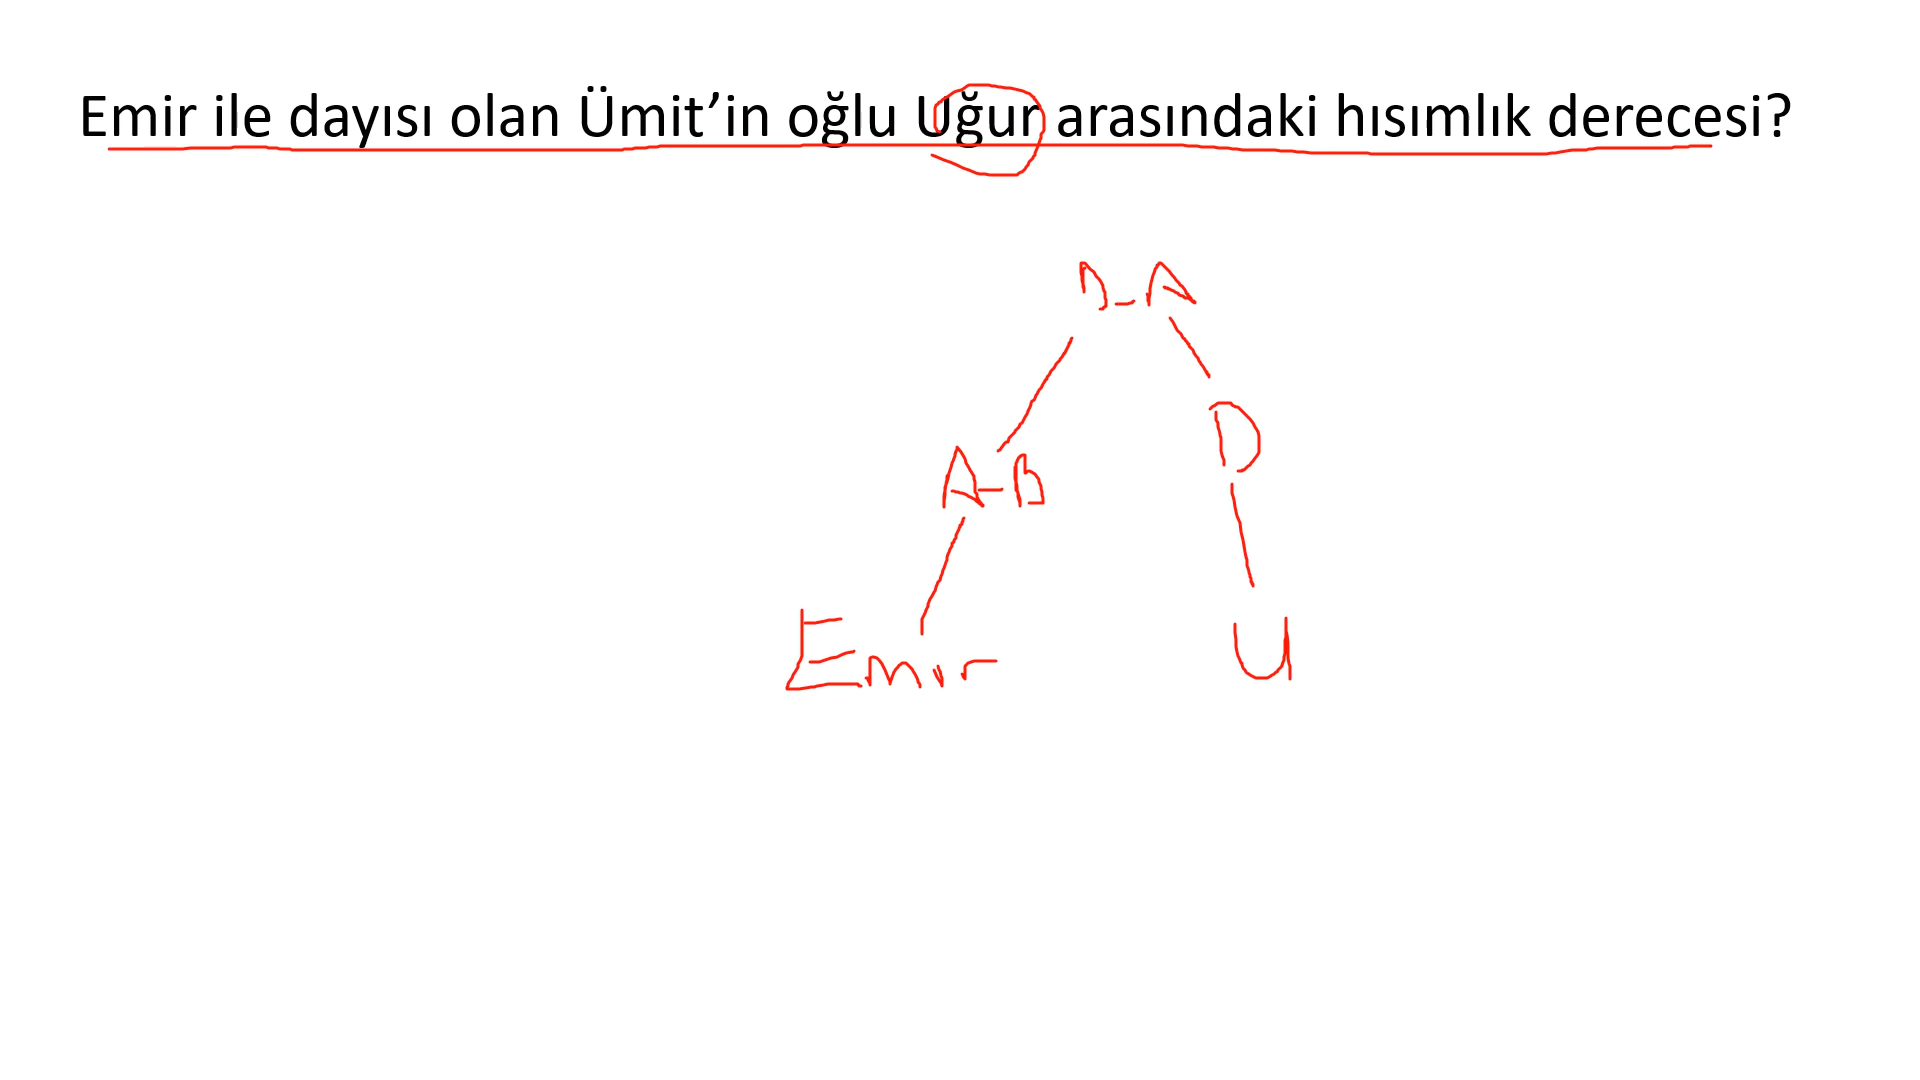 Emir ile dayısı olan Ümit’in oğlu Uğur arasındaki hısımlık derecesi?
D-A
D
A-B
Emir
U